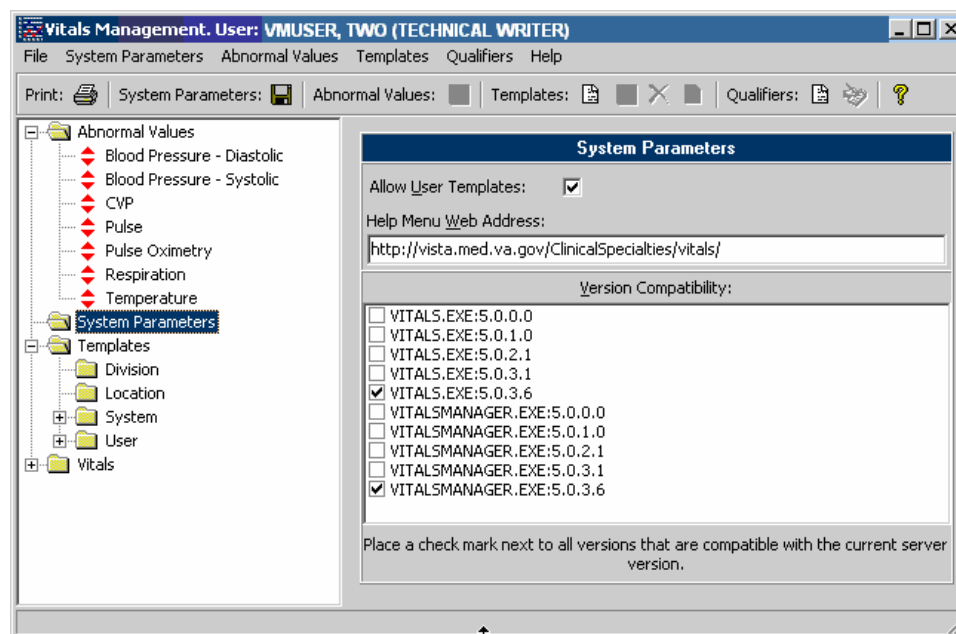 Vitals Management. User: VMUSER, TWO (TECHNICAL WRITER)
File System Parameters Abnormal Values Templates Qualifiers Help
Print: System Parameters: Abnormal Values: Templates: Qualifiers:
Abnormal Values
Blood Pressure - Diastolic
Blood Pressure - Systolic
CVP
Pulse
Pulse Oximetry
Respiration
Temperature
System Parameters
Templates
Division
Location
System
User
Vitals
System Parameters
Allow User Templates:
Help Menu Web Address:
http://vista.med.va.gov/ClinicalSpecialties/vitals/
Version Compatibility:
VITALS.EXE:5.0.0.0
VITALS.EXE:5.0.1.0
VITALS.EXE:5.0.2.1
VITALS.EXE:5.0.3.1
VITALS.EXE:5.0.3.6
VITALSMANAGER.EXE:5.0.0.0
VITALSMANAGER.EXE:5.0.1.0
VITALSMANAGER.EXE:5.0.2.1
VITALSMANAGER.EXE:5.0.3.1
VITALSMANAGER.EXE:5.0.3.6
Place a check mark next to all versions that are compatible with the current server
version.